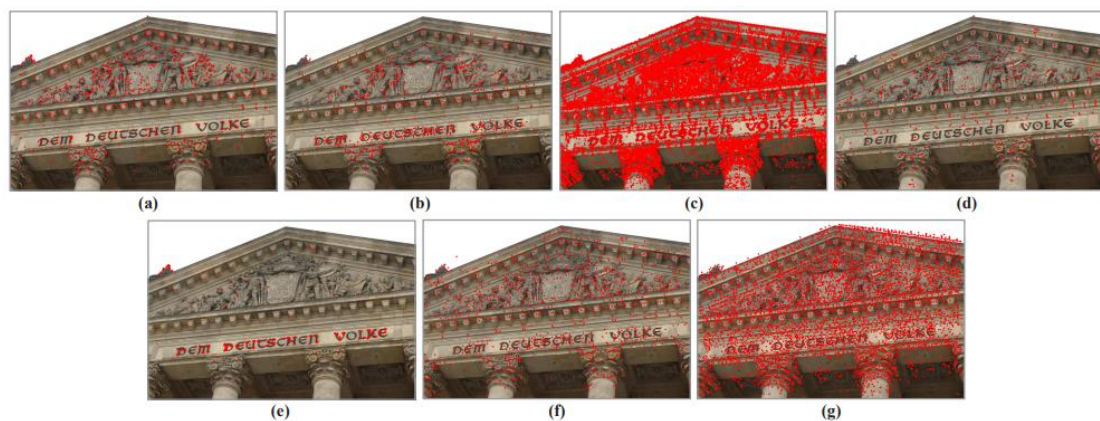 DEM DEUTSCHEN VOLKE
DEM DEUTSCHEN VOLKE
DEM DEUTSCHEN VOLKE
DEM DEUTSCHEN VOLKE
(a)
(b)
(c)
(d)
DEM DEUTSCHEN VOLKE
DEM DEUTSCHEN VOLKE
DEM DEUTSCHEN VOLKE
(e)
(f)
(g)